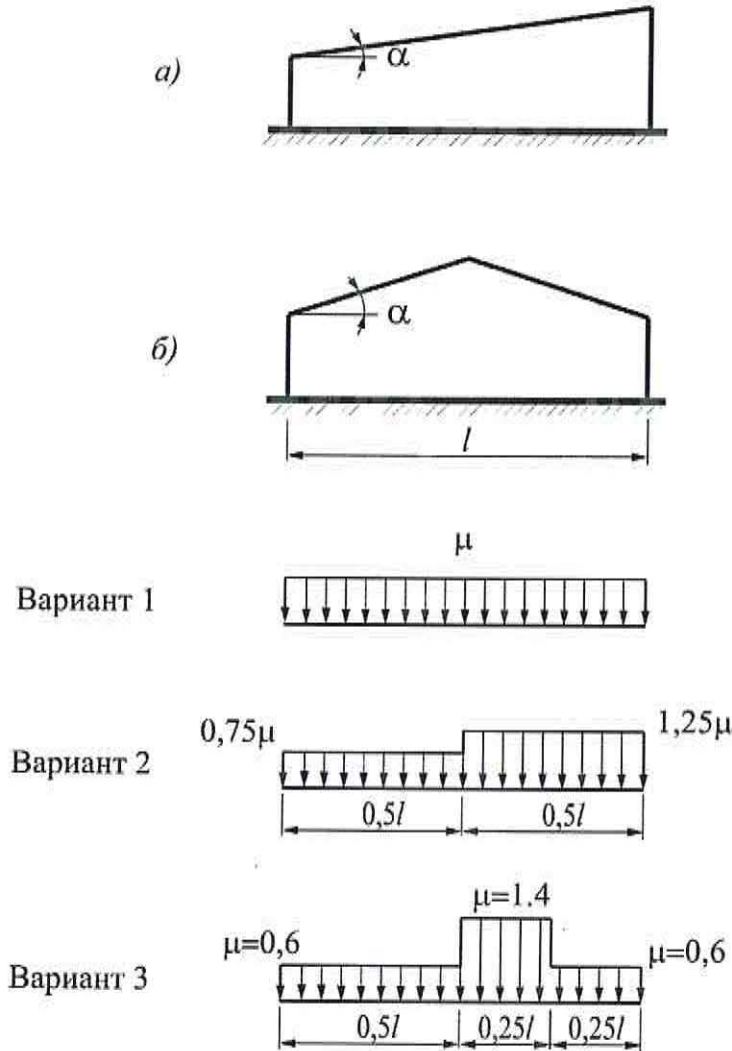 а)
α
б)
α
l
μ
Вариант 1
0,75μ
1,25μ
Вариант 2
0,5l
0,5l
μ=1.4
μ=0,6
μ=0,6
Вариант 3
0,5l
0,25l
0,25l